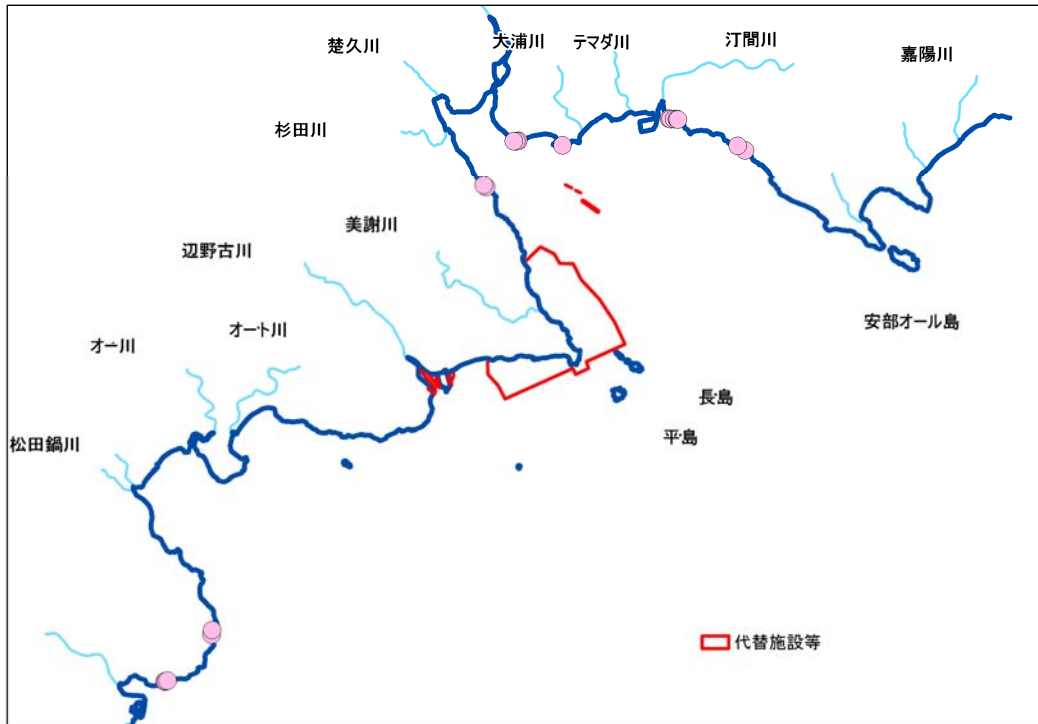 楚久川
大浦川
テマダ川
汀間川
嘉陽川
杉田川
美謝川
辺野古川
オー川
オート川
安部オール島
長島
平島
松田鍋川
代替施設等